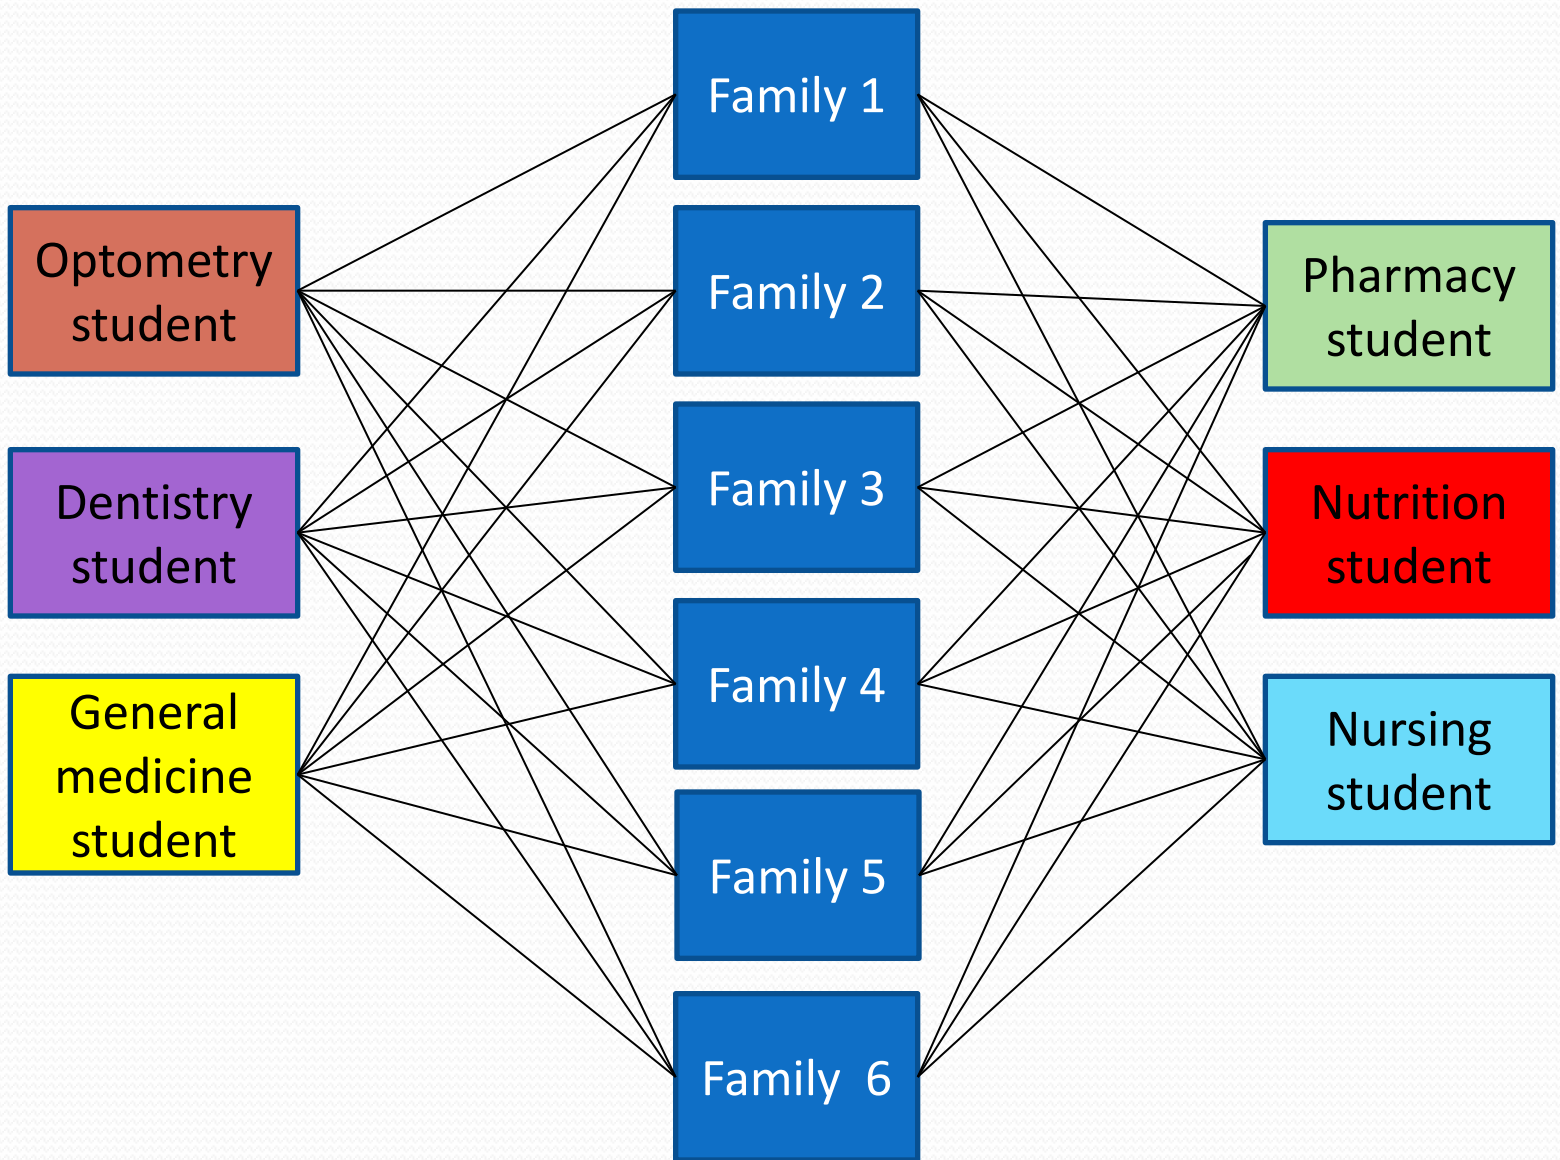 Family 1
Optometry
student
Family 2
Pharmacy
student
Dentistry
student
Family 3
Nutrition
student
General
medicine
student
Family 4
Nursing
student
Family 5
Family  6